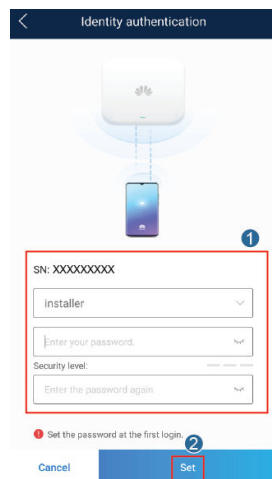 Identity authentication
1
SN: XXXXXXXXX
installer
Enter your password.
Security level:
Enter the password again
Set the password at the first login.
2
Cancel
Set